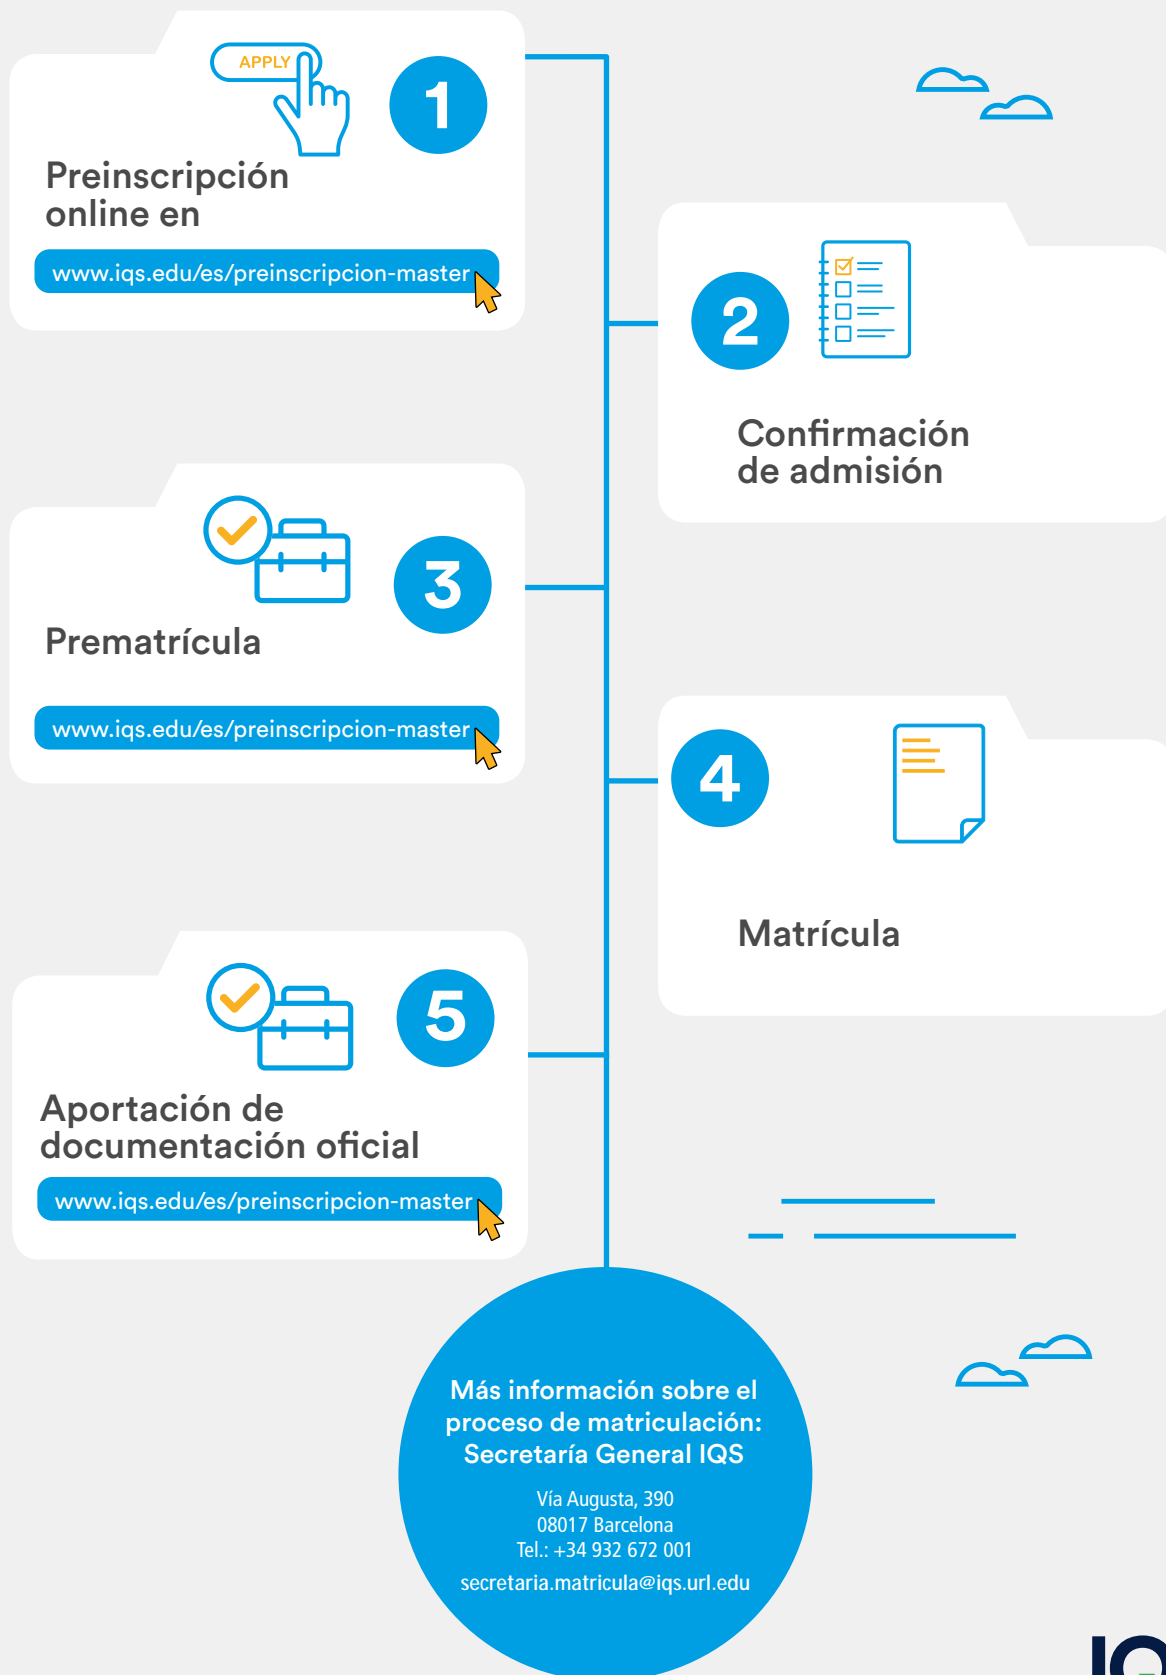 APPLY
1
Preinscripción
online en
www.iqs.edu/es/preinscripcion-master
2
Confirmación
de admisión
3
Prematrícula
www.iqs.edu/es/preinscripcion-master
4
Matrícula
5
Aportación de
documentación oficial
www.iqs.edu/es/preinscripcion-master
Más información sobre el
proceso de matriculación:
Secretaría General IQS
Vía Augusta, 390
08017 Barcelona
Tel.: +34 932 672 001
secretaria.matricula@iqs.url.edu
IQ